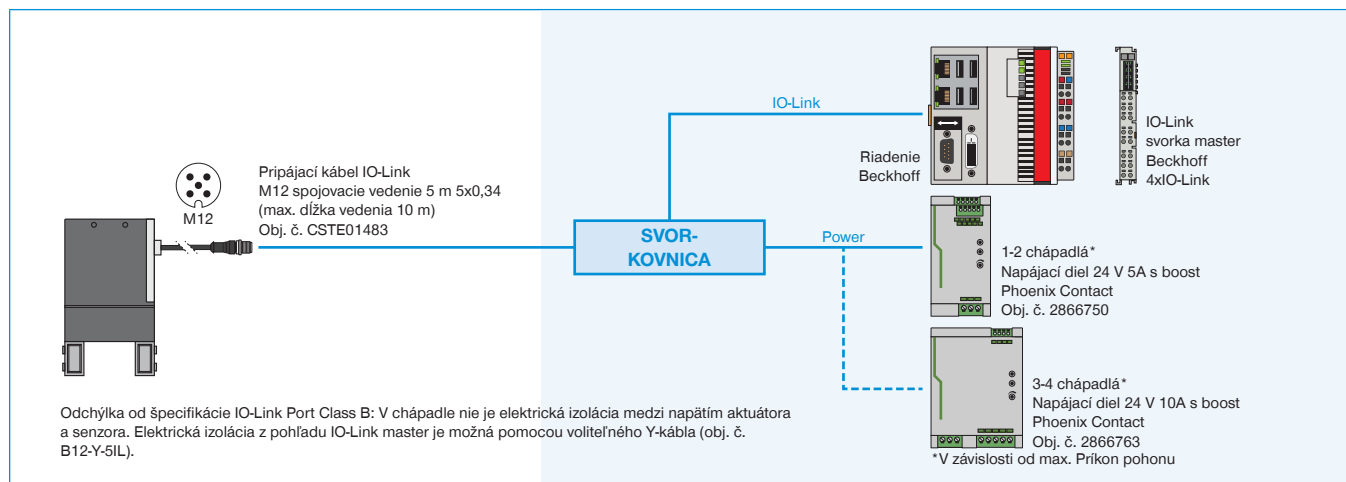 Pripájací kábel IO-Link
M12 spojovacie vedenie 5 m 5x0,34
(max. dĺžka vedenia 10 m)
Obj. č. CSTE01483
M12
SVOR-
KOVNICA
IO-Link
Power
Riadenie
Beckhoff
IO-Link
svorka master
Beckhoff
4xIO-Link
1-2 chápadlá*
Napájací diel 24 V 5A s boost
Phoenix Contact
Obj. č. 2866750
3-4 chápadlá*
Napájací diel 24 V 10A s boost
Phoenix Contact
Obj. č. 2866763
*V závislosti od max. Príkon pohonu
Odchýlka od špecifikácie IO-Link Port Class B: V chápadle nie je elektrická izolácia medzi napätím aktuátora
a senzora. Elektrická izolácia z pohľadu IO-Link master je možná pomocou voliteľného Y-kábla (obj. č.
B12-Y-5IL).